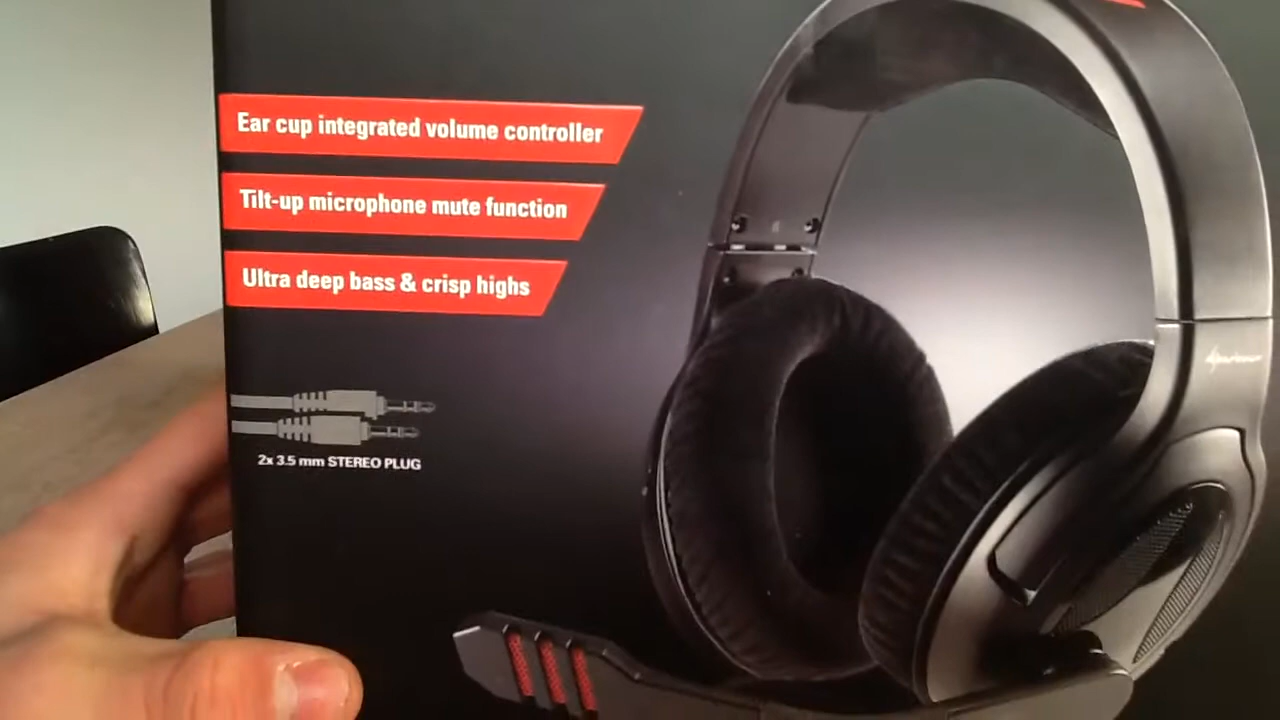 Ear cup integrated volume controller
Tilt-up microphone mute function
Ultra deep bass & crisp highs
2x 3.5 mm STEREO PLUG